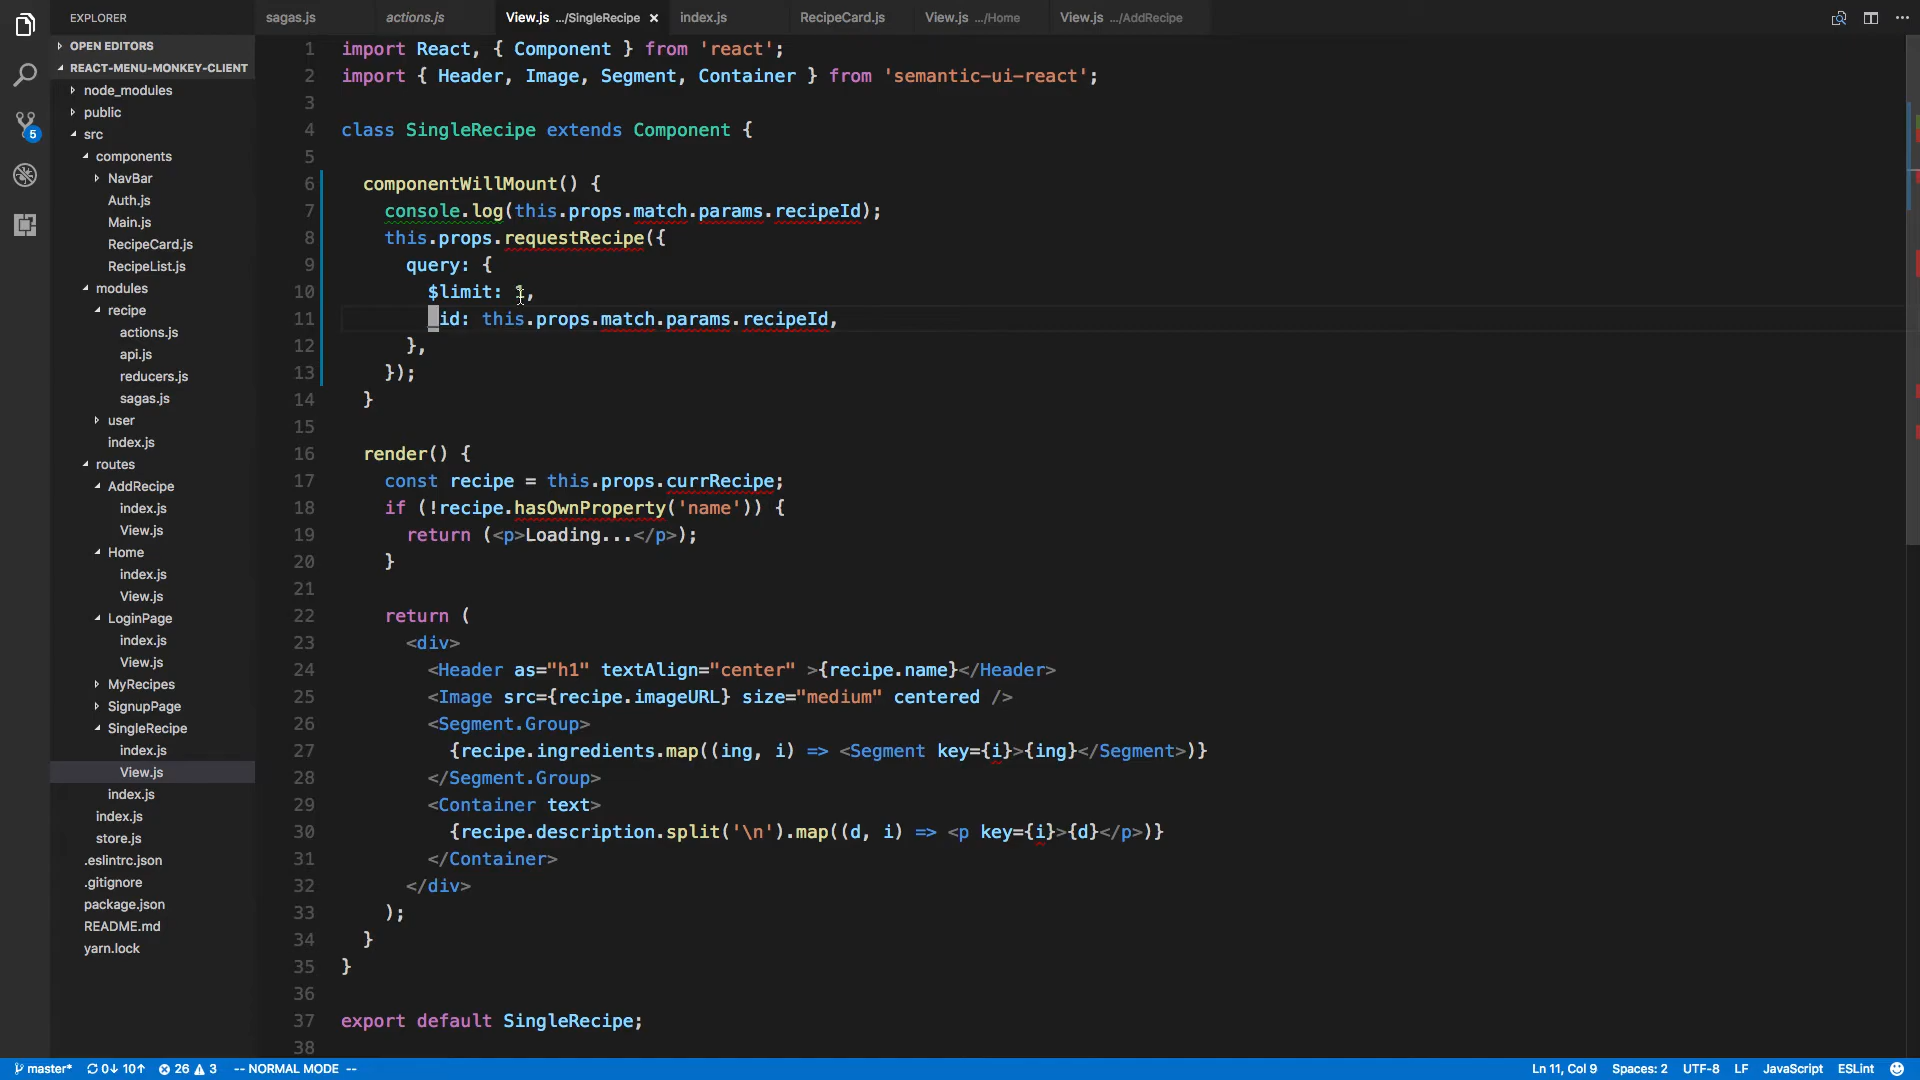 EXPLORER
OPEN EDITORS
REACT-MENU-MONKEY-CLIENT
node_modules
public
src
components
NavBar
Auth.js
Main.js
RecipeCard.js
RecipeList.js
modules
recipe
actions.js
api.js
reducers.js
sagas.js
user
index.js
routes
AddRecipe
index.js
View.js
Home
index.js
View.js
LoginPage
index.js
View.js
MyRecipes
SignupPage
SingleRecipe
index.js
View.js
index.js
index.js
store.js
.eslintrc.json
.gitignore
package.json
README.md
yarn.lock
5
sagas.js actions.js View.js .../SingleRecipe × index.js RecipeCard.js View.js .../Home View.js .../AddRecipe
1 import React, { Component } from 'react';
2 import { Header, Image, Segment, Container } from 'semantic-ui-react';
3
4 class SingleRecipe extends Component {
5
6 componentWillMount() {
7 console.log(this.props.match.params.recipeId);
8 this.props.requestRecipe({
9 query: {
10 $limit: 1,
11 _id: this.props.match.params.recipeId,
12 },
13 });
14 }
15
16 render() {
17 const recipe = this.props.currRecipe;
18 if (!recipe.hasOwnProperty('name')) {
19 return (<p>Loading...</p>);
20 }
21
22 return (
23 <div>
24 <Header as="h1" textAlign="center" >{recipe.name}</Header>
25 <Image src={recipe.imageURL} size="medium" centered />
26 <Segment.Group>
27 {recipe.ingredients.map((ing, i) => <Segment key={i}>{ing}</Segment>)}
28 </Segment.Group>
29 <Container text>
30 {recipe.description.split('\n').map((d, i) => <p key={i}>{d}</p>)}
31 </Container>
32 </div>
33 );
34 }
35 }
36
37 export default SingleRecipe;
38
master* 0↓ 10↑ 26 3 -- NORMAL MODE -- Ln 11, Col 9 Spaces: 2 UTF-8 LF JavaScript ESLint